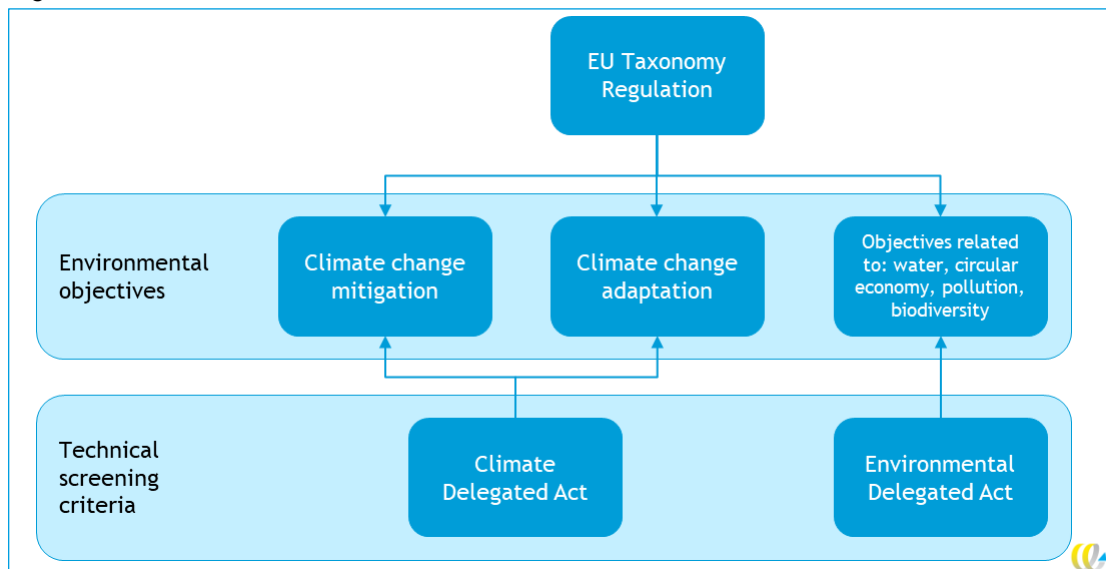 EU Taxonomy
Regulation
Environmental
objectives
Climate change
mitigation
Climate change
adaptation
Objectives related
to: water, circular
economy, pollution,
biodiversity
Technical
screening
criteria
Climate
Delegated Act
Environmental
Delegated Act